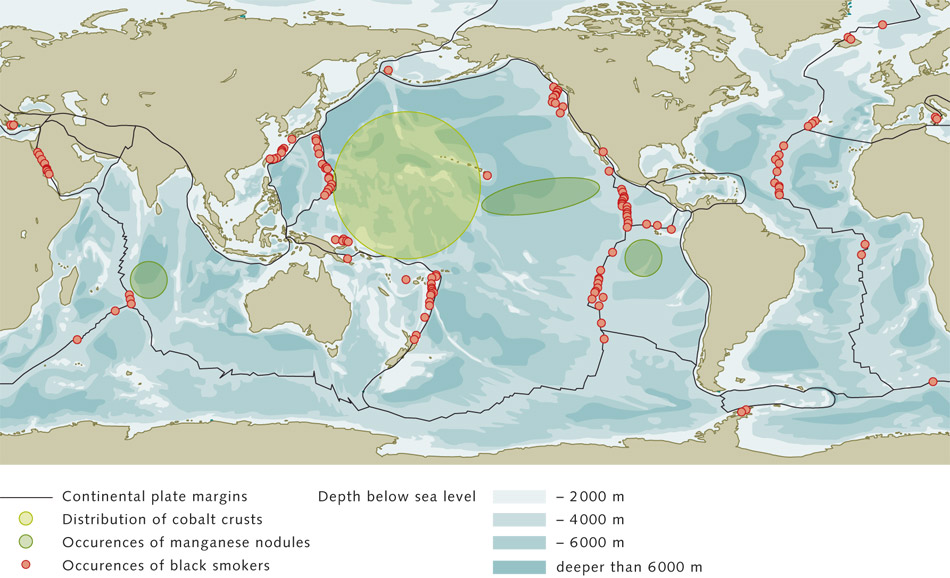 Continental plate margins
Distribution of cobalt crusts
Occurences of manganese nodules
Occurences of black smokers
Depth below sea level
– 2000 m
– 4000 m
– 6000 m
deeper than 6000 m